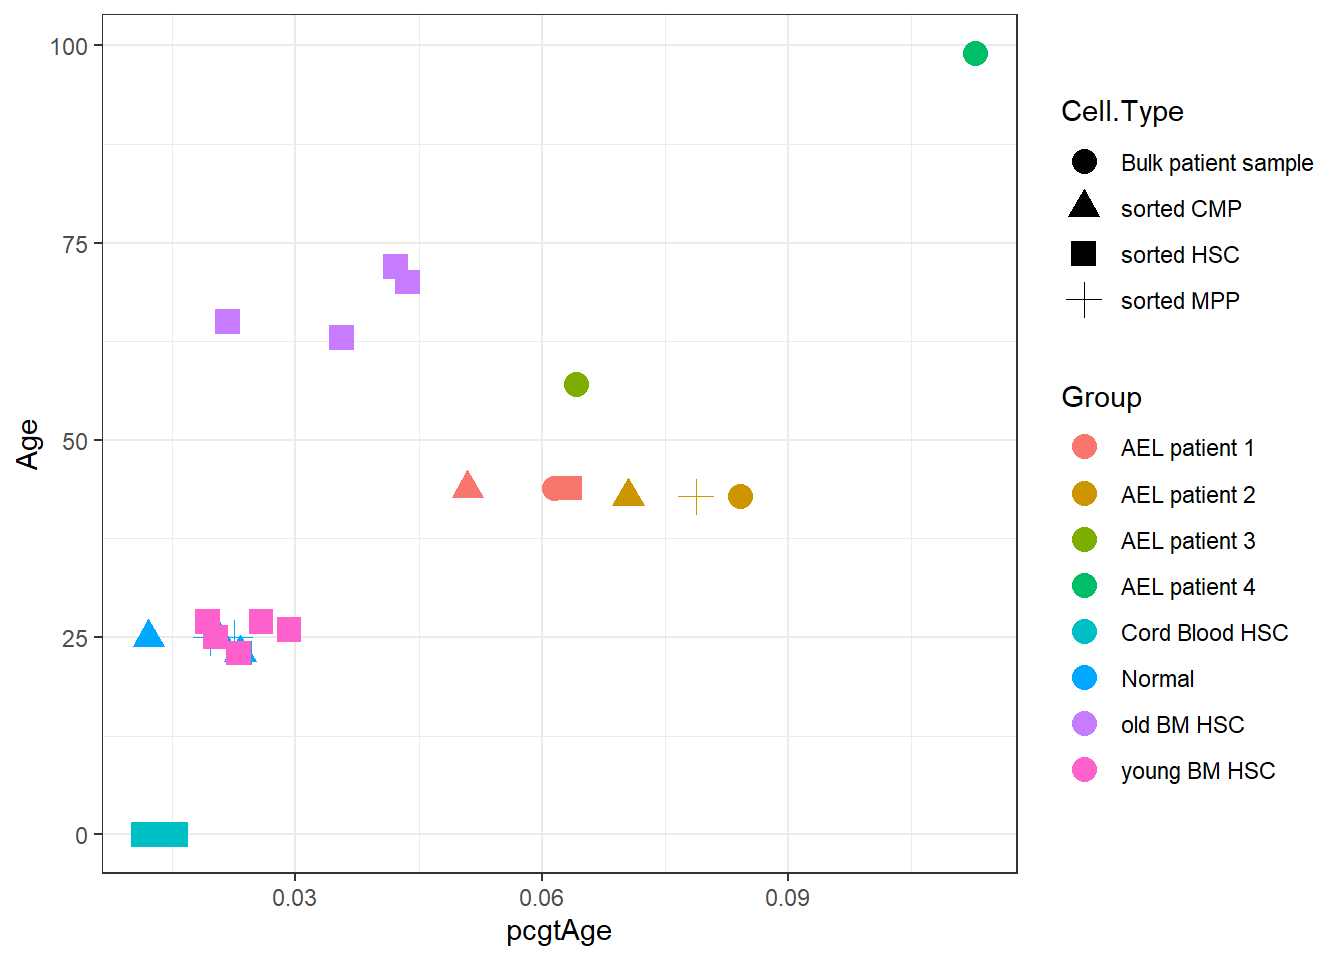 100
75
50
25
0
Age
0.03
0.06
0.09
pcgtAge
Cell.Type
Bulk patient sample
sorted CMP
sorted HSC
sorted MPP
Group
AEL patient 1
AEL patient 2
AEL patient 3
AEL patient 4
Cord Blood HSC
Normal
old BM HSC
young BM HSC